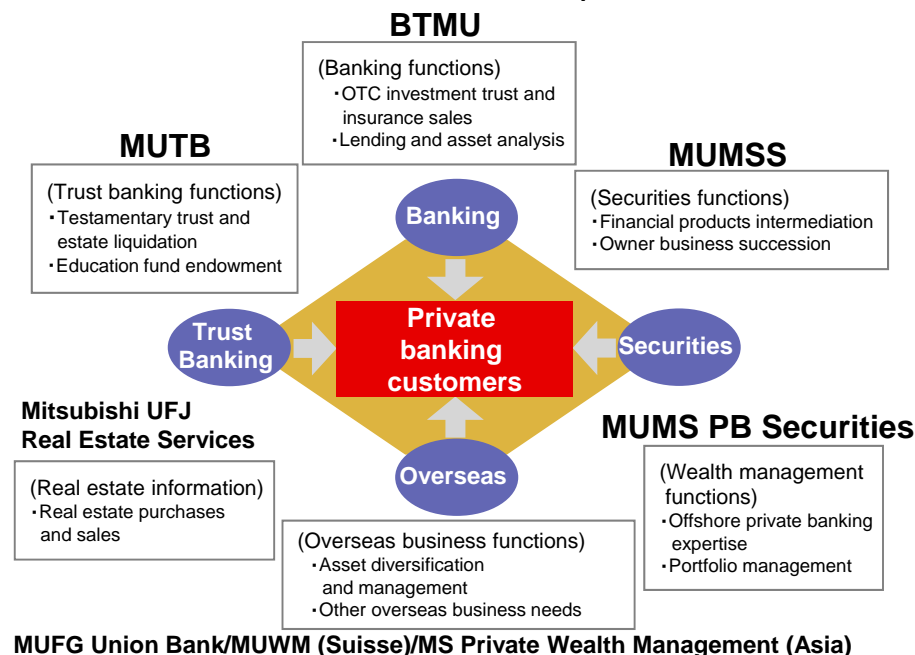 BTMU
(Banking functions)
・OTC investment trust and
insurance sales
・Lending and asset analysis
MUTB
(Trust banking functions)
・Testamentary trust and
estate liquidation
・Education fund endowment
MUMSS
(Securities functions)
・Financial products intermediation
・Owner business succession
Banking
Trust
Banking
Private
banking
customers
Securities
Overseas
Mitsubishi UFJ
Real Estate Services
(Real estate information)
・Real estate purchases
and sales
MUMS PB Securities
(Wealth management
functions)
・Offshore private banking
expertise
・Portfolio management
(Overseas business functions)
・Asset diversification
and management
・Other overseas business needs
MUFG Union Bank/MUWM (Suisse)/MS Private Wealth Management (Asia)